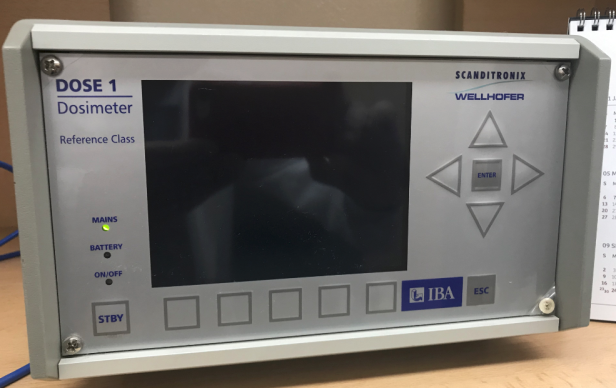 DOSE 1
Dosimeter
Reference Class
SCANDITRONIX
WELLHOFER
ENTER
MAINS
BATTERY
ON/OFF
STBY
IBA
ESC